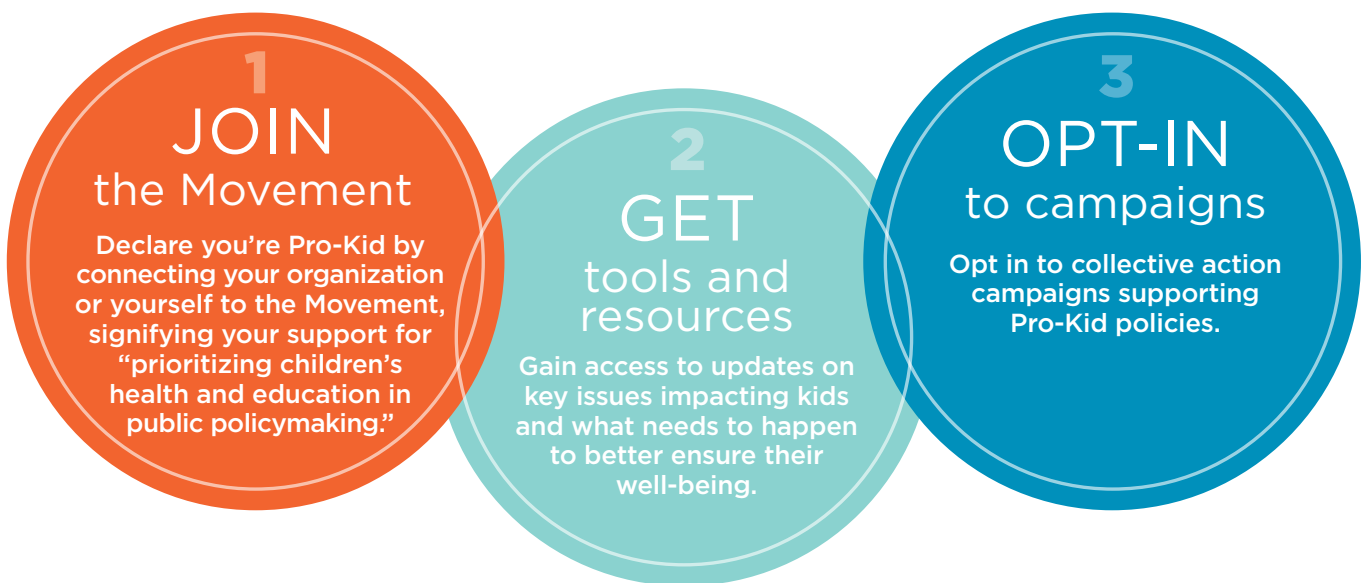 1
JOIN
the Movement
Declare you’re Pro-Kid by
connecting your organization
or yourself to the Movement,
signifying your support for
“prioritizing children’s
health and education in
public policymaking.”
2
GET
tools and
resources
Gain access to updates on
key issues impacting kids
and what needs to happen
to better ensure their
well-being.
3
OPT-IN
to campaigns
Opt in to collective action
campaigns supporting
Pro-Kid policies.